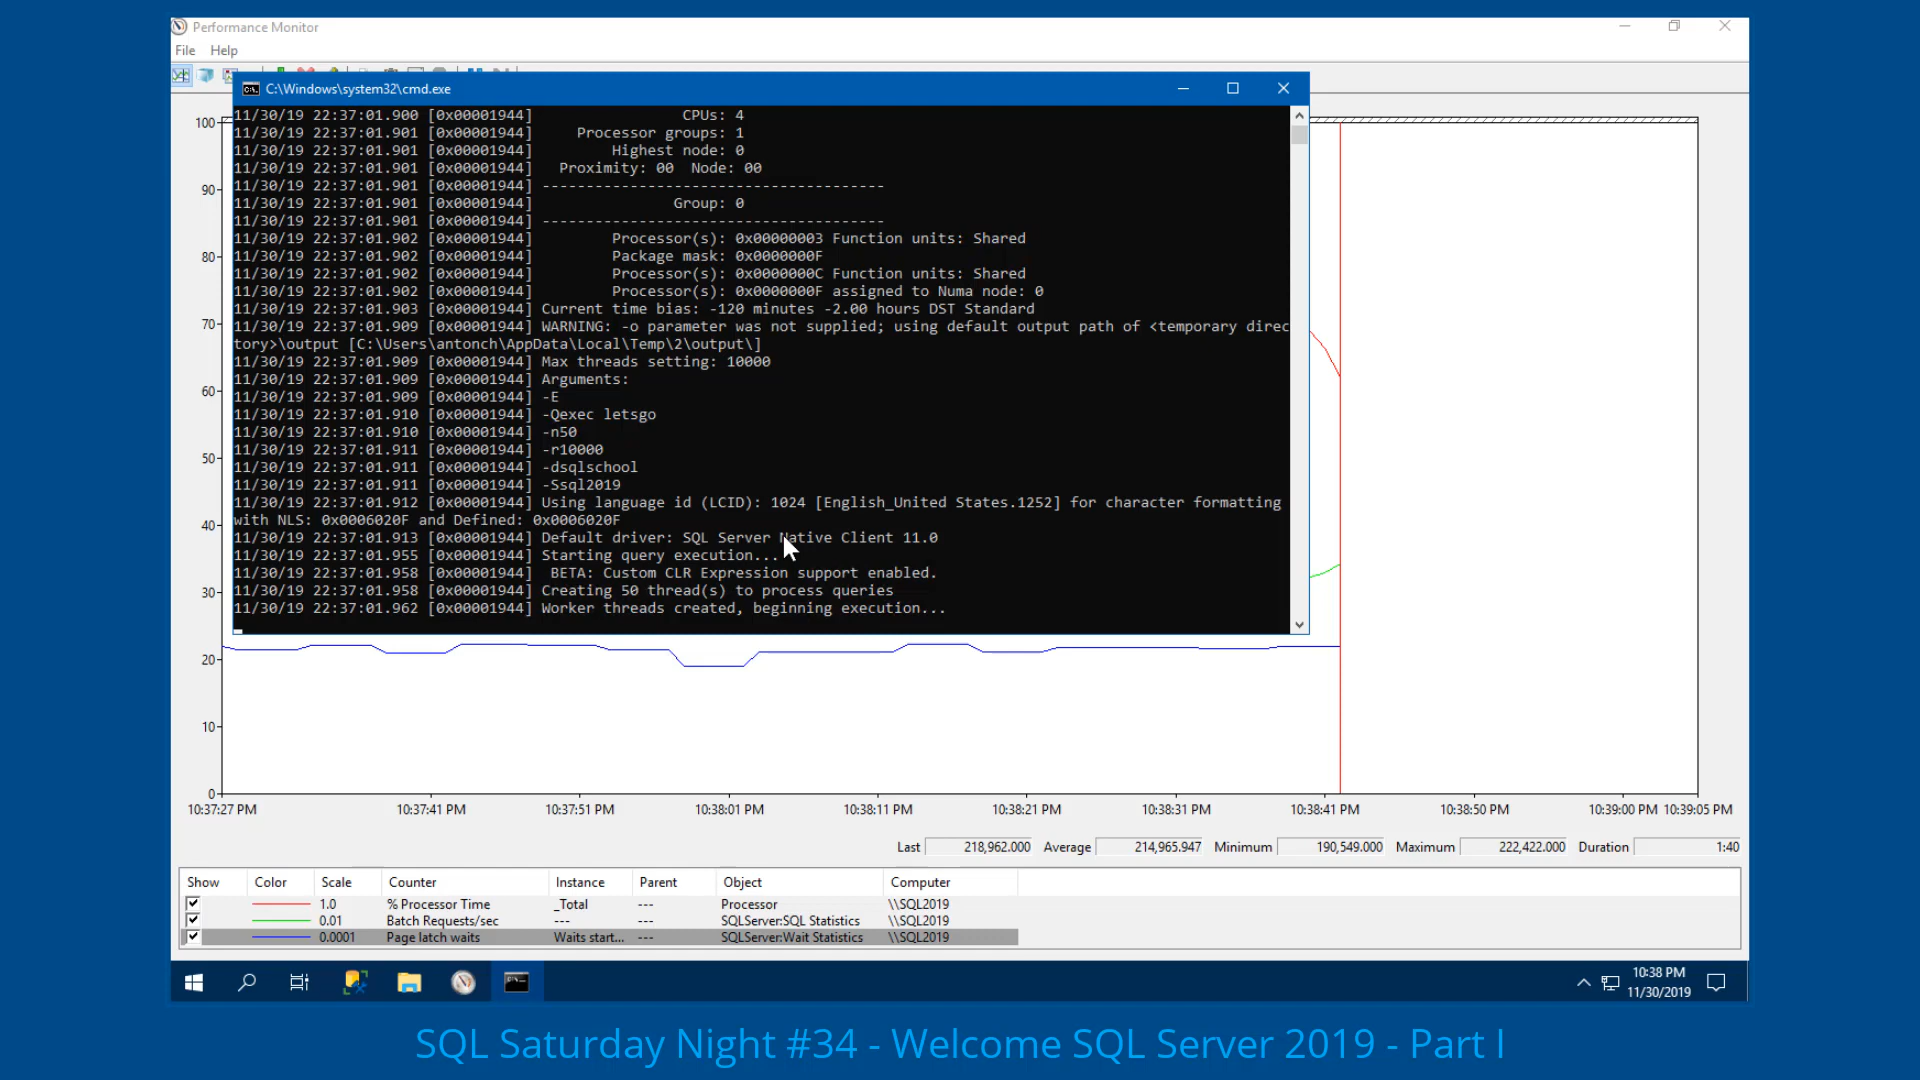 Performance Monitor
File Help
C:\Windows\system32\cmd.exe
11/30/19 22:37:01.900 [0x00001944] CPUs: 4
11/30/19 22:37:01.901 [0x00001944] Processor groups: 1
11/30/19 22:37:01.901 [0x00001944] Highest node: 0
11/30/19 22:37:01.901 [0x00001944] Proximity: 00 Node: 00
11/30/19 22:37:01.901 [0x00001944] ---------------------------------------
11/30/19 22:37:01.901 [0x00001944] Group: 0
11/30/19 22:37:01.901 [0x00001944] ---------------------------------------
11/30/19 22:37:01.902 [0x00001944] Processor(s): 0x00000003 Function units: Shared
11/30/19 22:37:01.902 [0x00001944] Package mask: 0x0000000F
11/30/19 22:37:01.902 [0x00001944] Processor(s): 0x0000000C Function units: Shared
11/30/19 22:37:01.902 [0x00001944] Processor(s): 0x0000000F assigned to Numa node: 0
11/30/19 22:37:01.903 [0x00001944] Current time bias: -120 minutes -2.00 hours DST Standard
11/30/19 22:37:01.909 [0x00001944] WARNING: -o parameter was not supplied; using default output path of <temporary direc
tory>\output [C:\Users\antonch\AppData\Local\Temp\2\output\]
11/30/19 22:37:01.909 [0x00001944] Max threads setting: 10000
11/30/19 22:37:01.909 [0x00001944] Arguments:
11/30/19 22:37:01.909 [0x00001944] -E
11/30/19 22:37:01.910 [0x00001944] -Qexec letsgo
11/30/19 22:37:01.910 [0x00001944] -n50
11/30/19 22:37:01.911 [0x00001944] -r10000
11/30/19 22:37:01.911 [0x00001944] -dsqlschool
11/30/19 22:37:01.911 [0x00001944] -Ssql2019
11/30/19 22:37:01.912 [0x00001944] Using language id (LCID): 1024 [English_United States.1252] for character formatting
with NLS: 0x0006020F and Defined: 0x0006020F
11/30/19 22:37:01.913 [0x00001944] Default driver: SQL Server Native Client 11.0
11/30/19 22:37:01.955 [0x00001944] Starting query execution...
11/30/19 22:37:01.958 [0x00001944] BETA: Custom CLR Expression support enabled.
11/30/19 22:37:01.958 [0x00001944] Creating 50 thread(s) to process queries
11/30/19 22:37:01.962 [0x00001944] Worker threads created, beginning execution...
100
90
80
70
60
50
40
30
20
10
0
10:37:27 PM 10:37:41 PM 10:37:51 PM 10:38:01 PM 10:38:11 PM 10:38:21 PM 10:38:31 PM 10:38:41 PM 10:38:50 PM 10:39:00 PM 10:39:05 PM
Last 218,962.000 Average 214,965.947 Minimum 190,549.000 Maximum 222,422.000 Duration 1:40
Show Color Scale Counter Instance Parent Object Computer
1.0 % Processor Time _Total --- Processor \\SQL2019
0.01 Batch Requests/sec --- --- SQLServer:SQL Statistics \\SQL2019
0.0001 Page latch waits Waits start... --- SQLServer:Wait Statistics \\SQL2019
10:38 PM
11/30/2019
SQL Saturday Night #34 - Welcome SQL Server 2019 - Part I